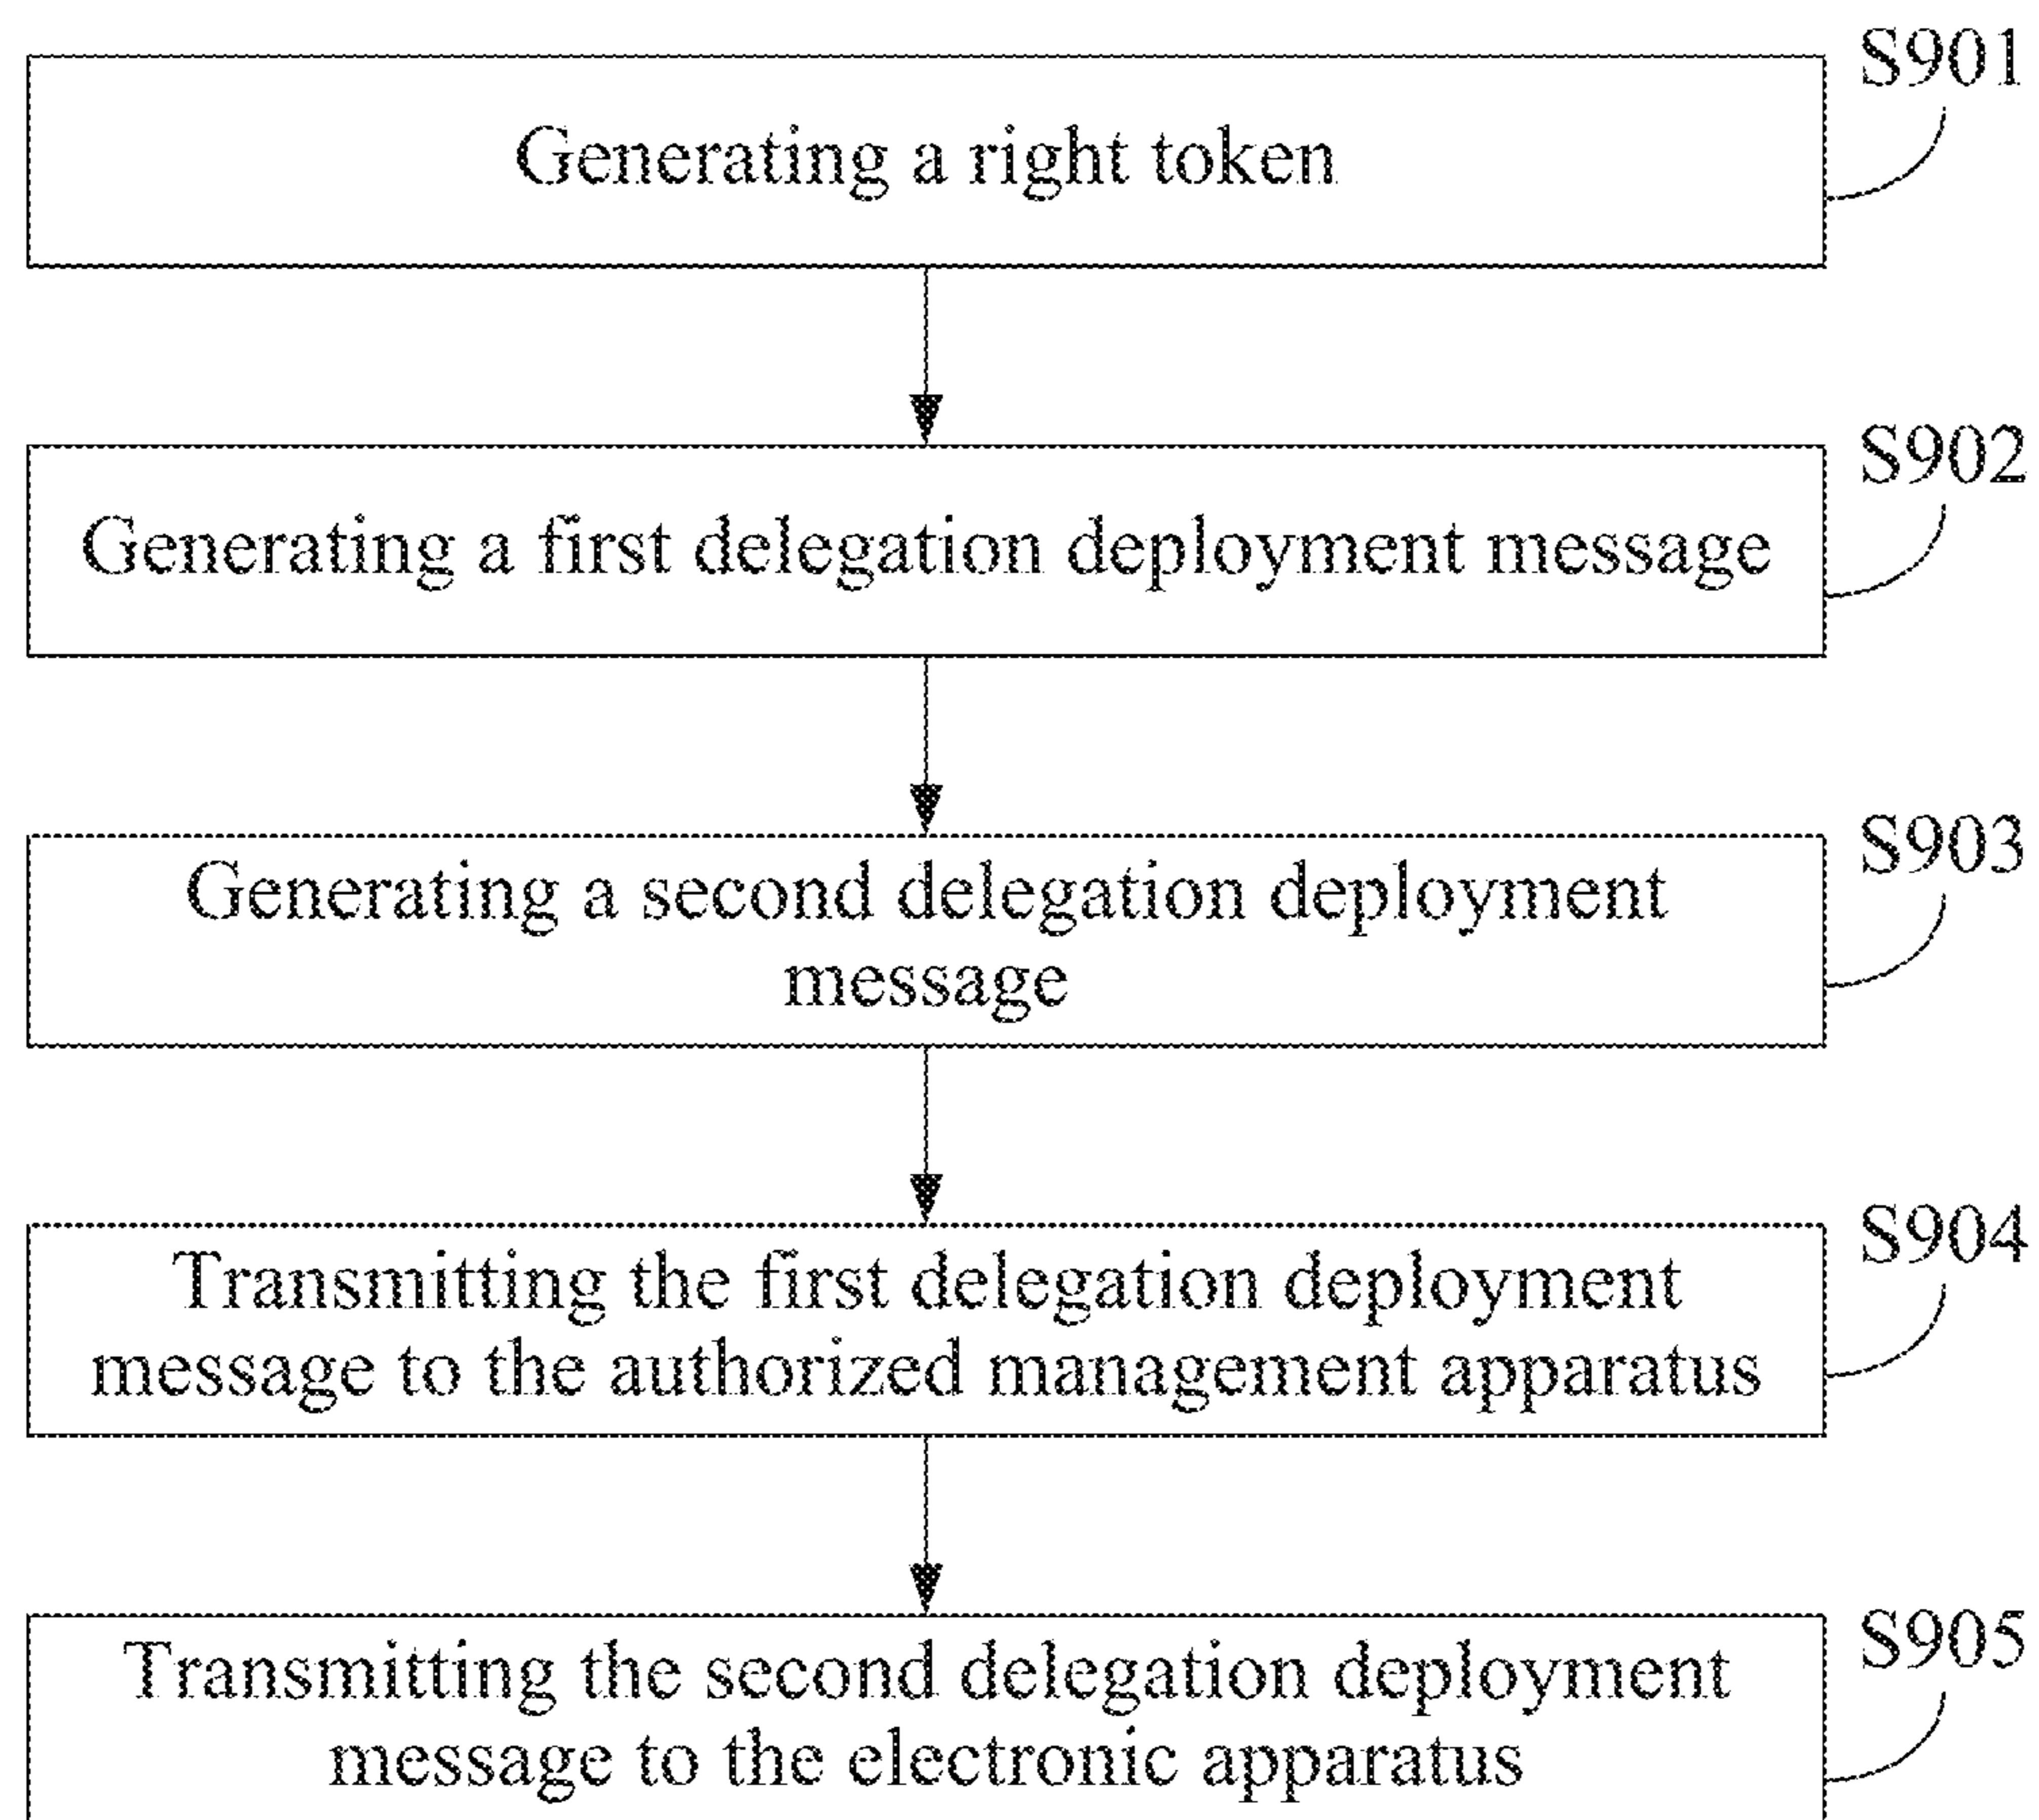 S901
Generating a right token
S902
Generating a first delegation deployment message
S903
Generating a second delegation deployment
message
S904
Transmitting the first delegation deployment
message to the authorized management apparatus
S905
Transmitting the second delegation deployment
message to the electronic apparatus